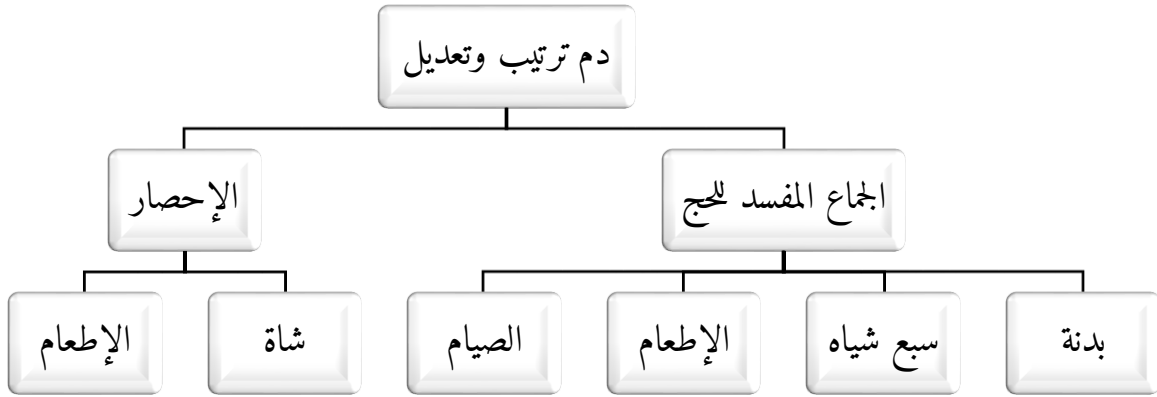 دم ترتيب وتعديل
الجماع المفسد للحج
الإحصار
بدنة
سبع شياه
الإطعام
الصيام
شاة
الإطعام